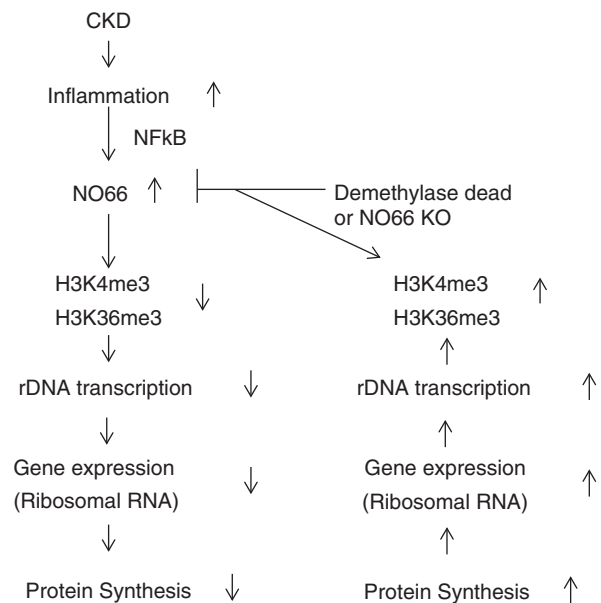 CKD
Inflammation
NFkB
NO66
Demethylase dead
or NO66 KO
H3K4me3
H3K36me3
rDNA transcription
Gene expression
(Ribosomal RNA)
Protein Synthesis
H3K4me3
H3K36me3
rDNA transcription
Gene expression
(Ribosomal RNA)
Protein Synthesis